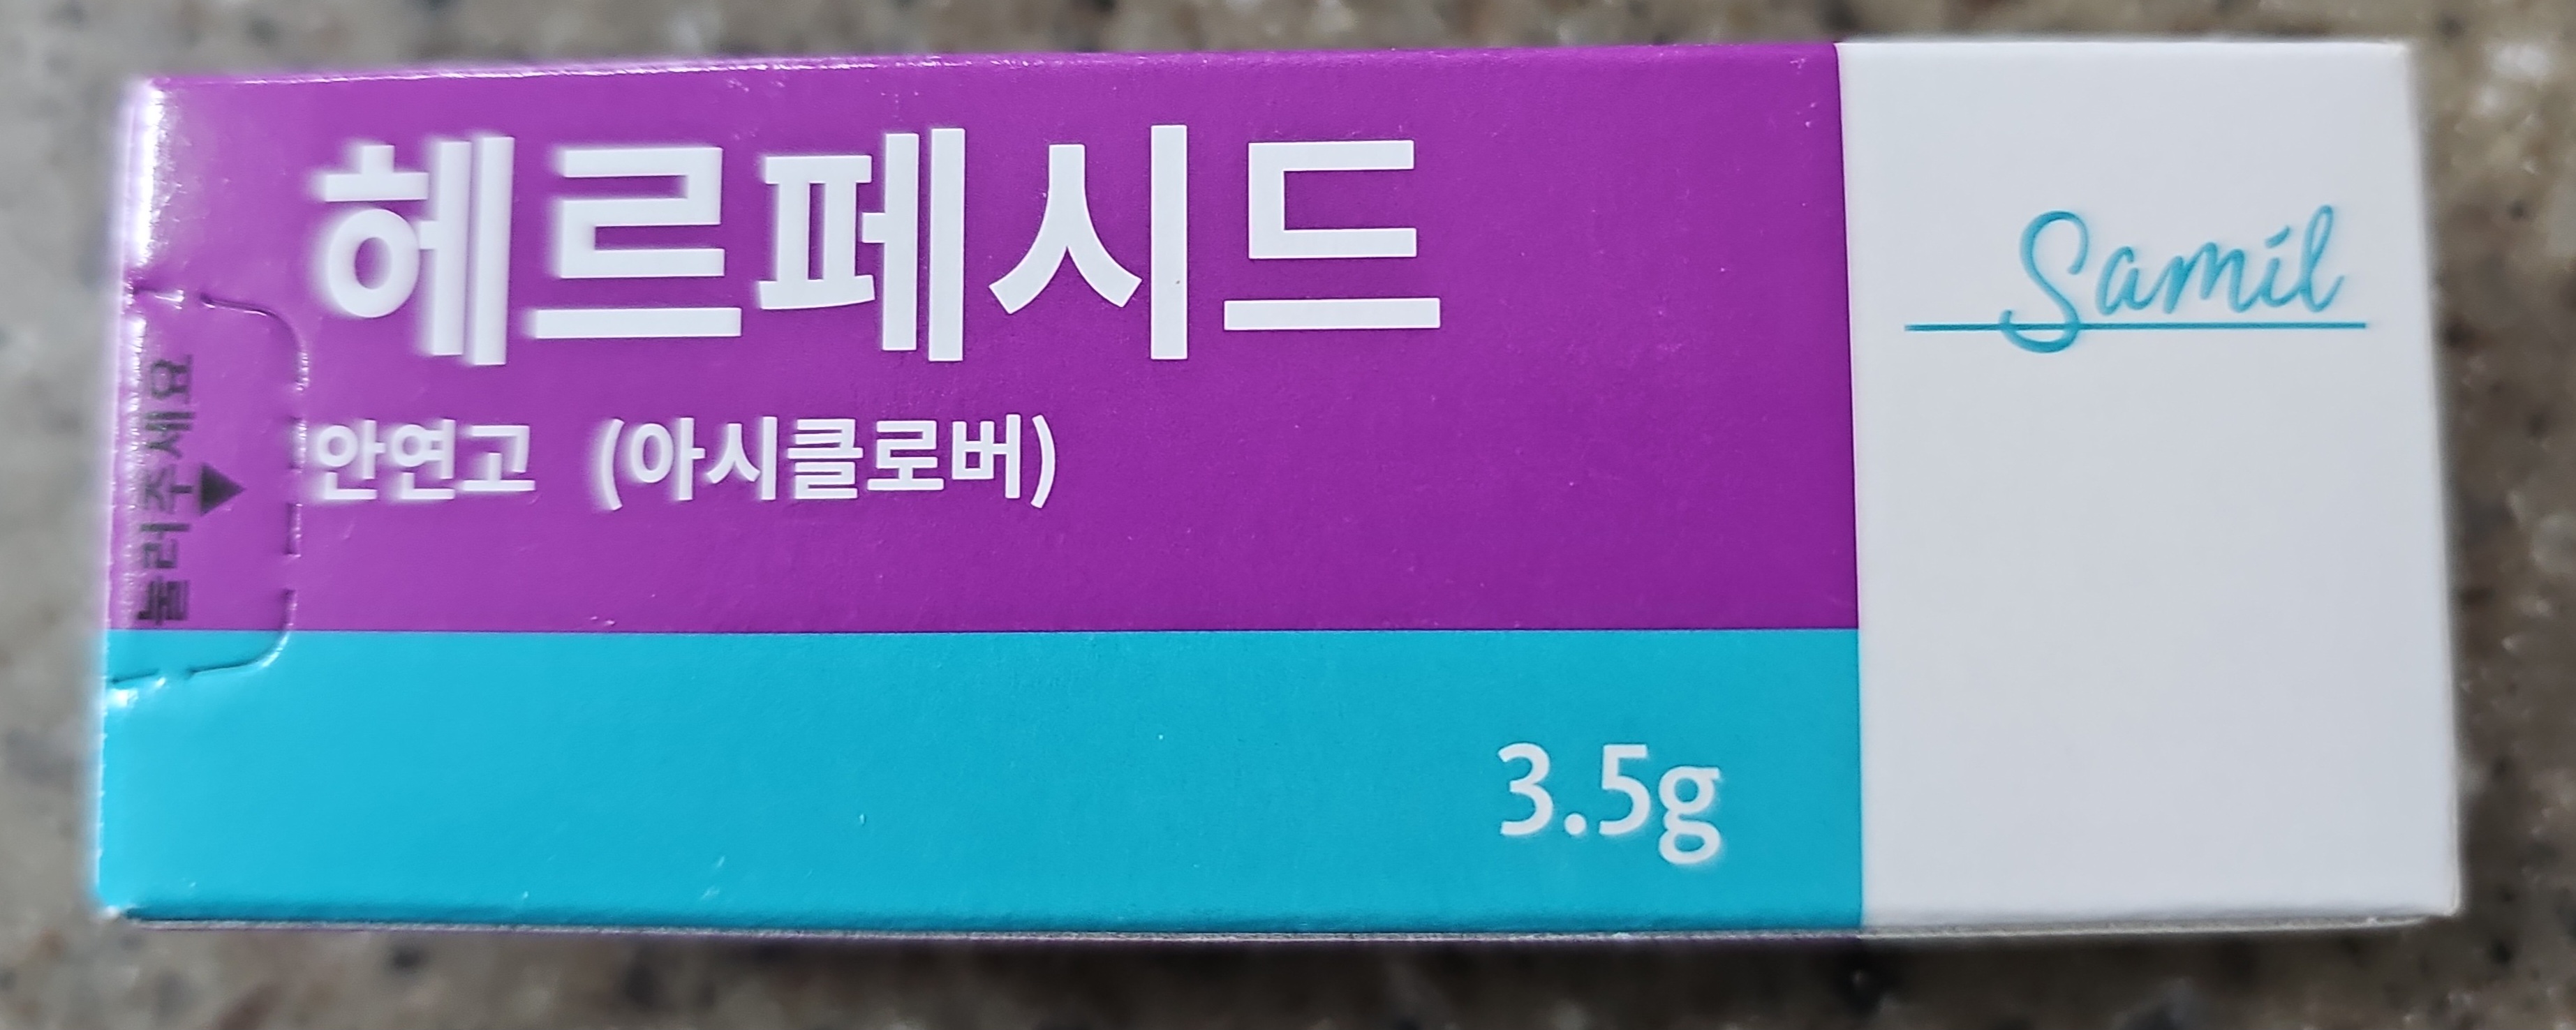 헤르페시드
안연고 (아시클로버)
3.5g
Samil
눌러주세요